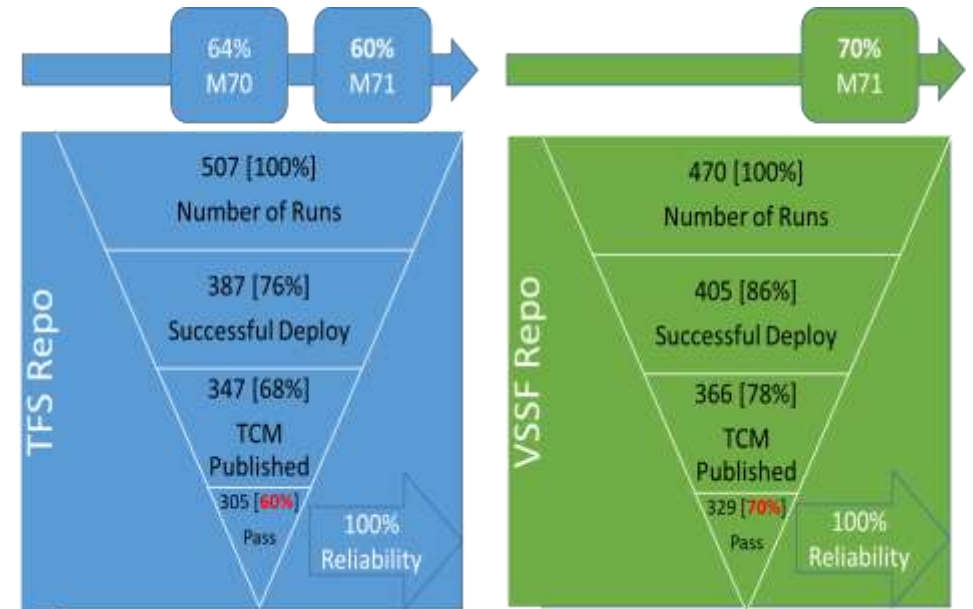 64%
M70
60%
M71
TFS Repo
507 [100%]
Number of Runs
387 [76%]
Successful Deploy
347 [68%]
TCM
Published
305 [60%]
Pass
100%
Reliability
70%
M71
VSSF Repo
470 [100%]
Number of Runs
405 [86%]
Successful Deploy
366 [78%]
TCM
Published
329 [70%]
Pass
100%
Reliability